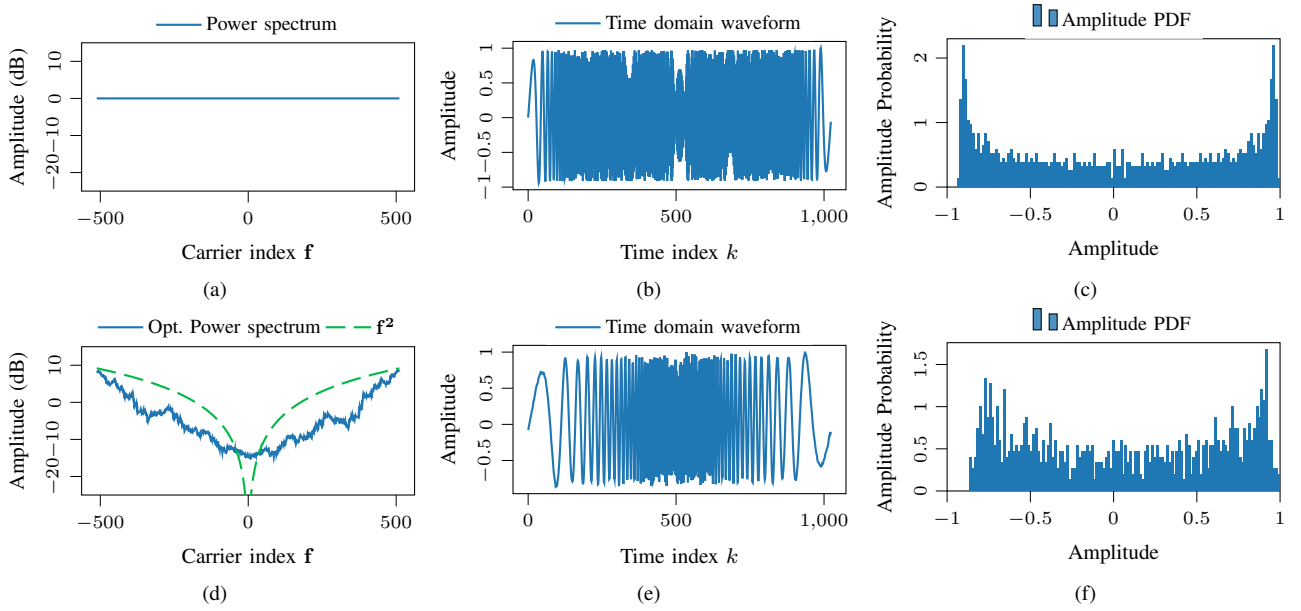 Power spectrum
Amplitude (dB)
10
0
−10
−20
−500
0
500
Carrier index f
(a)
Time domain waveform
Amplitude
1
0.5
0
−0.5
−1
0
500
1,000
Time index k
(b)
Amplitude PDF
Amplitude Probability
2
1
0
−1
−0.5
0
0.5
1
Amplitude
(c)
Opt. Power spectrum
f²
Amplitude (dB)
10
0
−10
−20
−500
0
500
Carrier index f
(d)
Time domain waveform
Amplitude
1
0.5
0
−0.5
0
500
1,000
Time index k
(e)
Amplitude PDF
Amplitude Probability
1.5
1
0.5
0
−1
−0.5
0
0.5
1
Amplitude
(f)